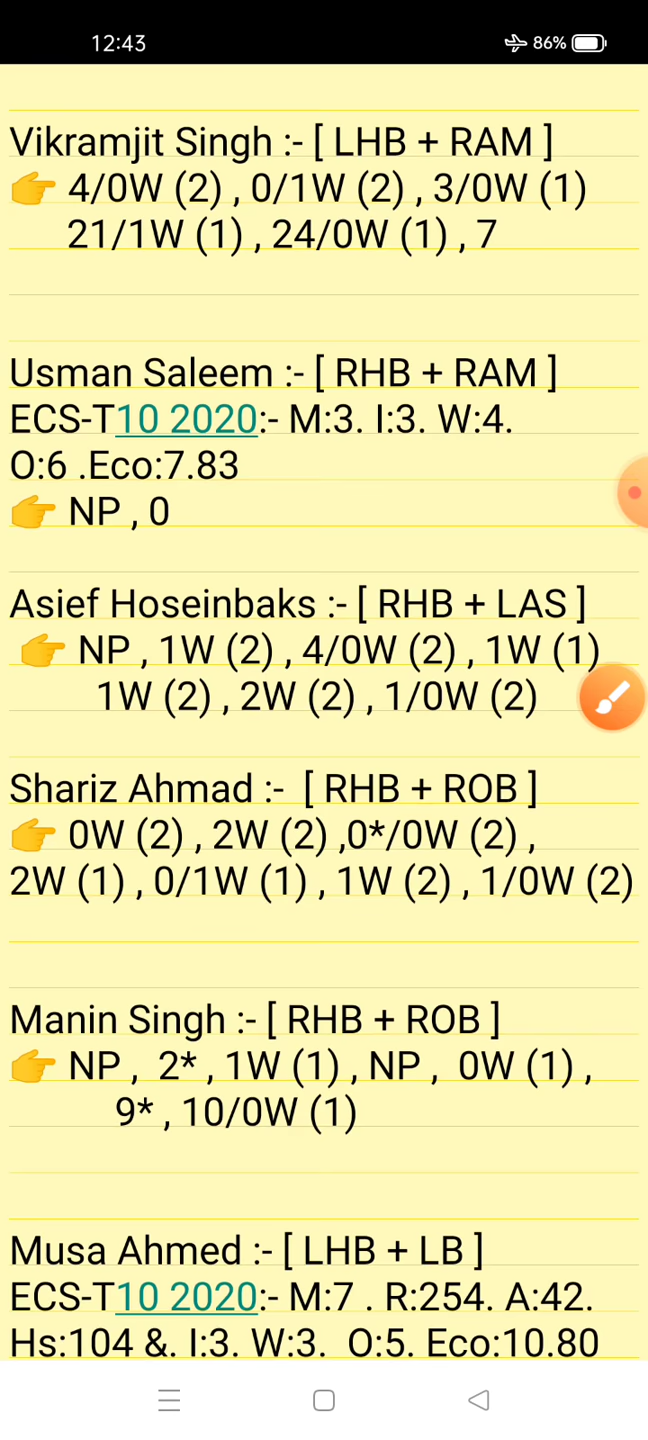 12:43
86%
Vikramjit Singh :- [ LHB + RAM ]
👉 4/0W (2) , 0/1W (2) , 3/0W (1)
21/1W (1) , 24/0W (1) , 7
Usman Saleem :- [ RHB + RAM ]
ECS-T10 2020:- M:3. I:3. W:4.
O:6 .Eco:7.83
👉 NP , 0
Asief Hoseinbaks :- [ RHB + LAS ]
👉 NP , 1W (2) , 4/0W (2) , 1W (1)
1W (2) , 2W (2) , 1/0W (2)
Shariz Ahmad :- [ RHB + ROB ]
👉 0W (2) , 2W (2) ,0*/0W (2) ,
2W (1) , 0/1W (1) , 1W (2) , 1/0W (2)
Manin Singh :- [ RHB + ROB ]
👉 NP , 2* , 1W (1) , NP , 0W (1) ,
9* , 10/0W (1)
Musa Ahmed :- [ LHB + LB ]
ECS-T10 2020:- M:7 . R:254. A:42.
Hs:104 &. I:3. W:3. O:5. Eco:10.80